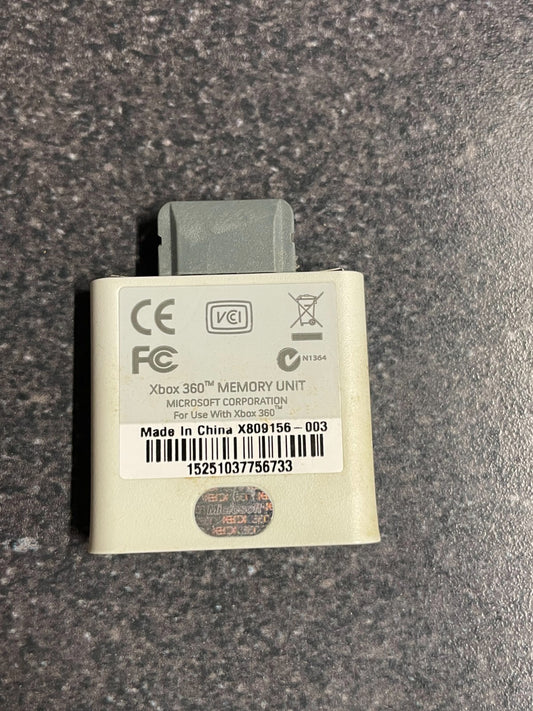 CE VCI
FC N1364
Xbox 360™ MEMORY UNIT
MICROSOFT CORPORATION
For Use With Xbox 360™
Made In China X809156-003
15251037756733
Microsoft